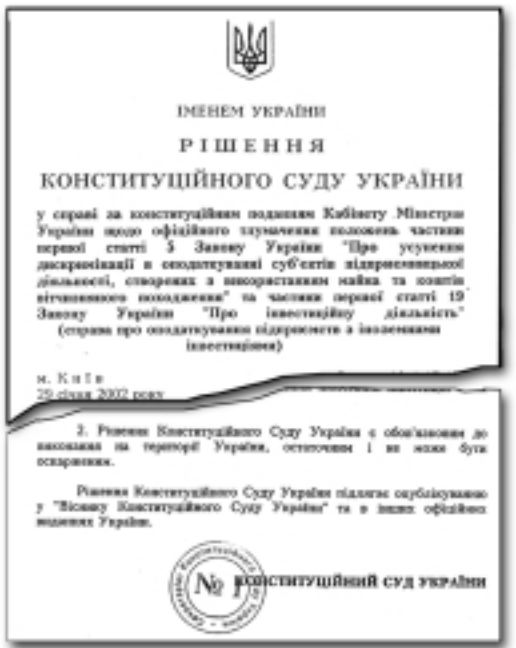 ІМЕНЕМ УКРАЇНИ
РІШЕННЯ
КОНСТИТУЦІЙНОГО СУДУ УКРАЇНИ
у справі за конституційним поданням Кабінету Міністрів
України щодо офіційного тлумачення положень частини
першої статті 5 Закону України "Про усунення
дискримінації в оподаткуванні суб'єктів підприємницької
діяльності, створених з використанням майна та коштів
вітчизняного походження" та частини першої статті 19
Закону України "Про інвестиційну діяльність"
(справа про оподаткування підприємств з іноземними
інвестиціями)
м. Київ
29 січня 2002 року
2. Рішення Конституційного Суду України є обов'язковим до
виконання на території України, остаточним і не може бути
оскарженим.
Рішення Конституційного Суду України підлягає опублікуванню
у "Віснику Конституційного Суду України" та в інших офіційних
виданнях України.
№ 1
КОНСТИТУЦІЙНИЙ СУД УКРАЇНИ